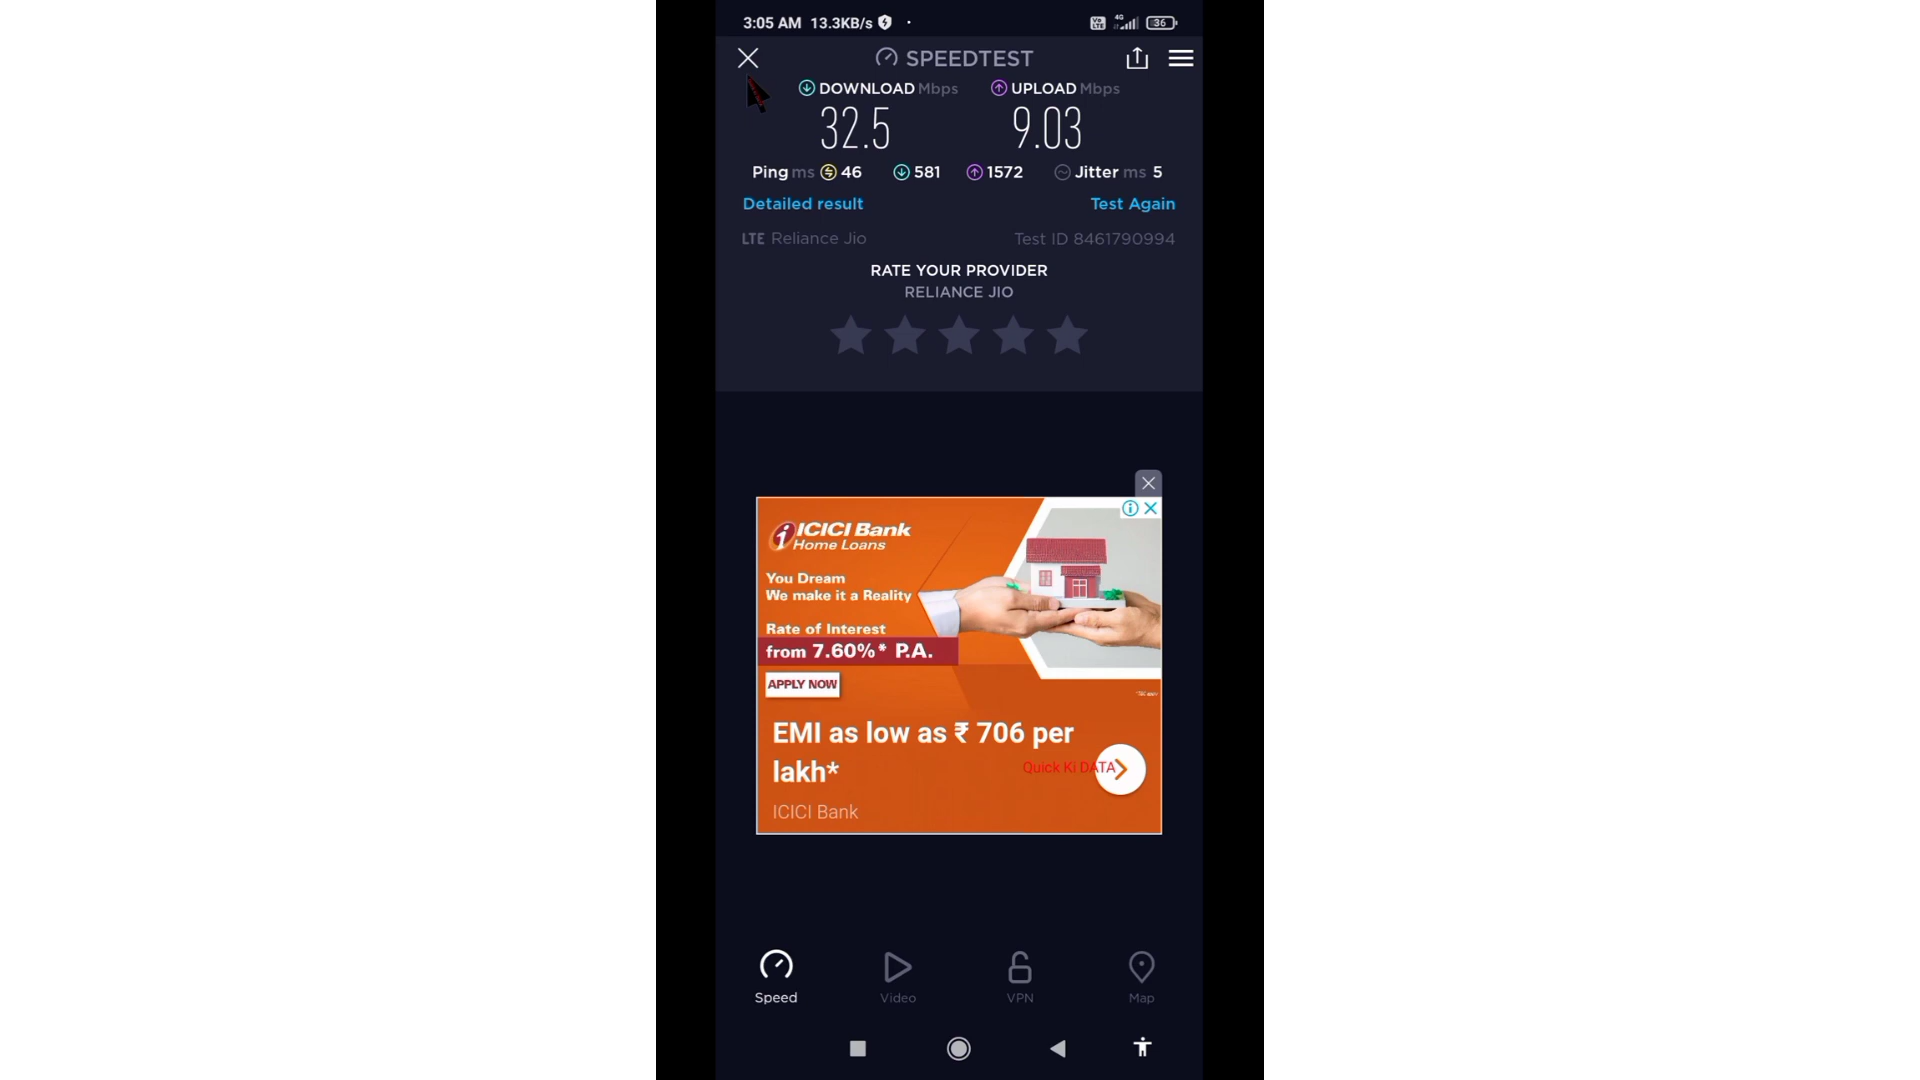 3:05 AM 13.3KB/s
Vo LTE 4G 36
SPEEDTEST
DOWNLOAD Mbps UPLOAD Mbps
32.5 9.03
Ping ms 46 581 1572 Jitter ms 5
Detailed result Test Again
LTE Reliance Jio Test ID 8461790994
RATE YOUR PROVIDER
RELIANCE JIO
ICICI Bank
Home Loans
You Dream
We make it a Reality
Rate of Interest
from 7.60%* P.A.
APPLY NOW
EMI as low as ₹ 706 per
lakh*
Quick Ki DATA
ICICI Bank
Speed Video VPN Map